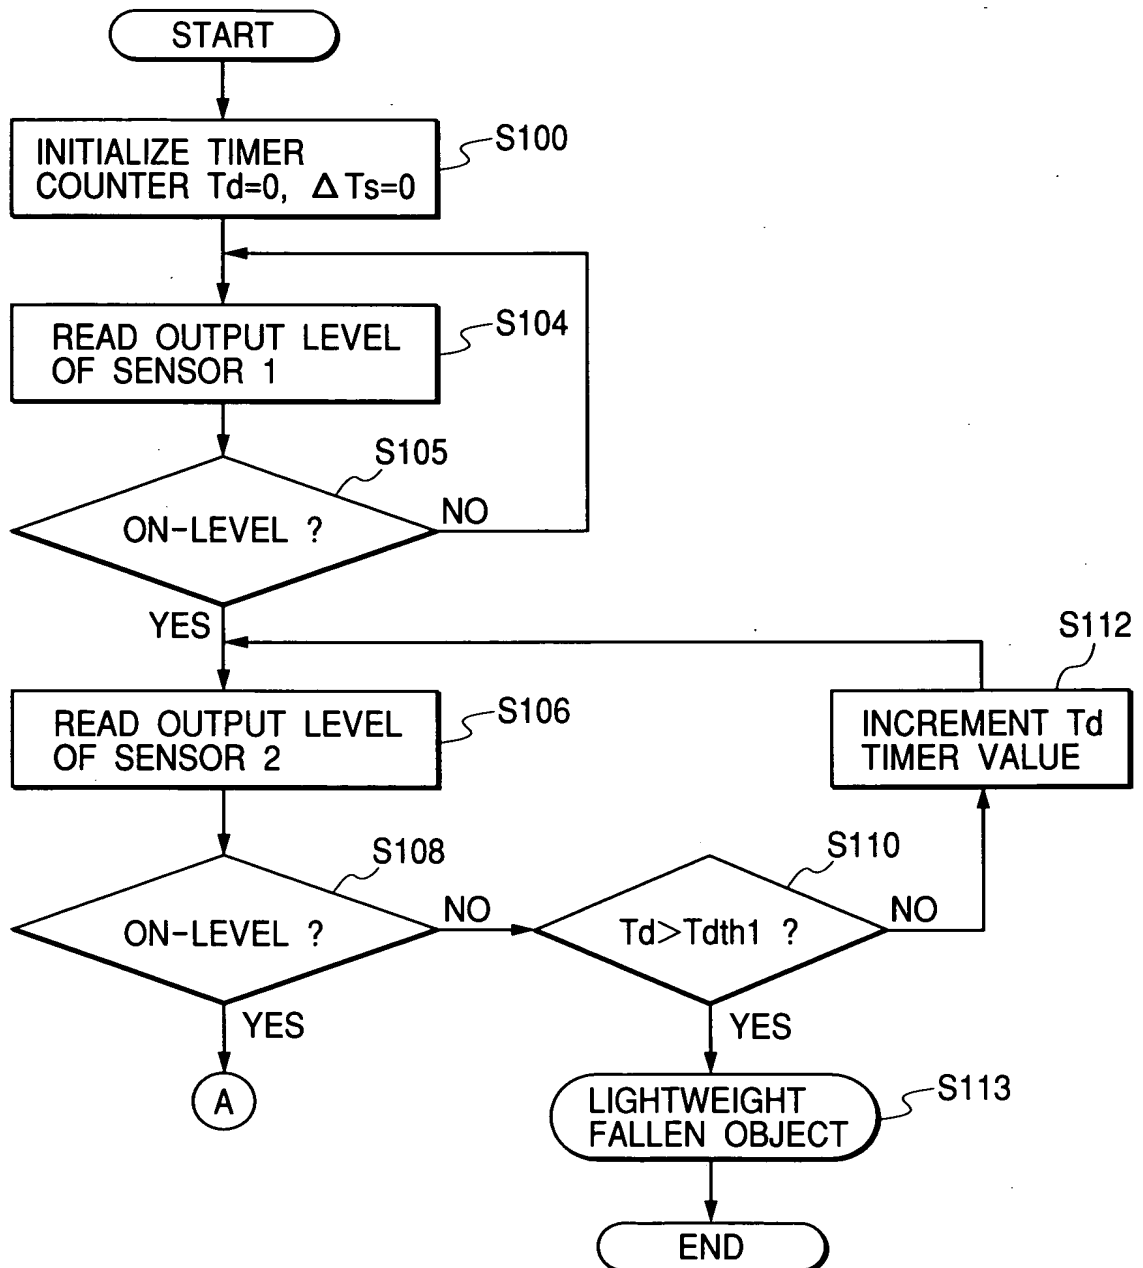 START
INITIALIZE TIMER
COUNTER Td=0, ΔTs=0
S100
READ OUTPUT LEVEL
OF SENSOR 1
S104
S105
ON-LEVEL ?
NO
YES
READ OUTPUT LEVEL
OF SENSOR 2
S106
S112
INCREMENT Td
TIMER VALUE
S108
ON-LEVEL ?
NO
S110
Td>Tdth1 ?
NO
YES
A
YES
LIGHTWEIGHT
FALLEN OBJECT
S113
END